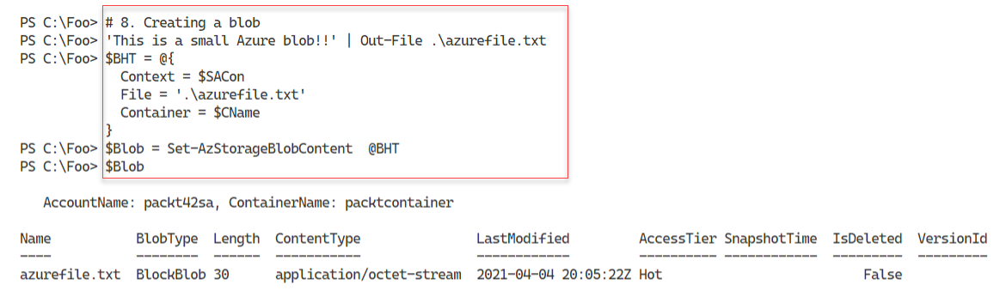 PS C:\Foo> # 8. Creating a blob
PS C:\Foo> 'This is a small Azure blob!!' | Out-File .\azurefile.txt
PS C:\Foo> $BHT = @{
  Context = $SACon
  File = '.\azurefile.txt'
  Container = $CName
}
PS C:\Foo> $Blob = Set-AzStorageBlobContent  @BHT
PS C:\Foo> $Blob
AccountName: packt42sa, ContainerName: packtcontainer
Name BlobType Length ContentType LastModified AccessTier SnapshotTime IsDeleted VersionId
---- -------- ------ ----------- ------------ ---------- ------------ --------- ---------
azurefile.txt BlockBlob 30 application/octet-stream 2021-04-04 20:05:22Z Hot False